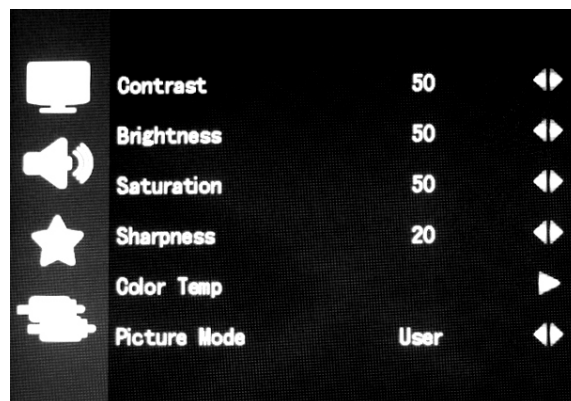 Contrast 50
Brightness 50
Saturation 50
Sharpness 20
Color Temp
Picture Mode User